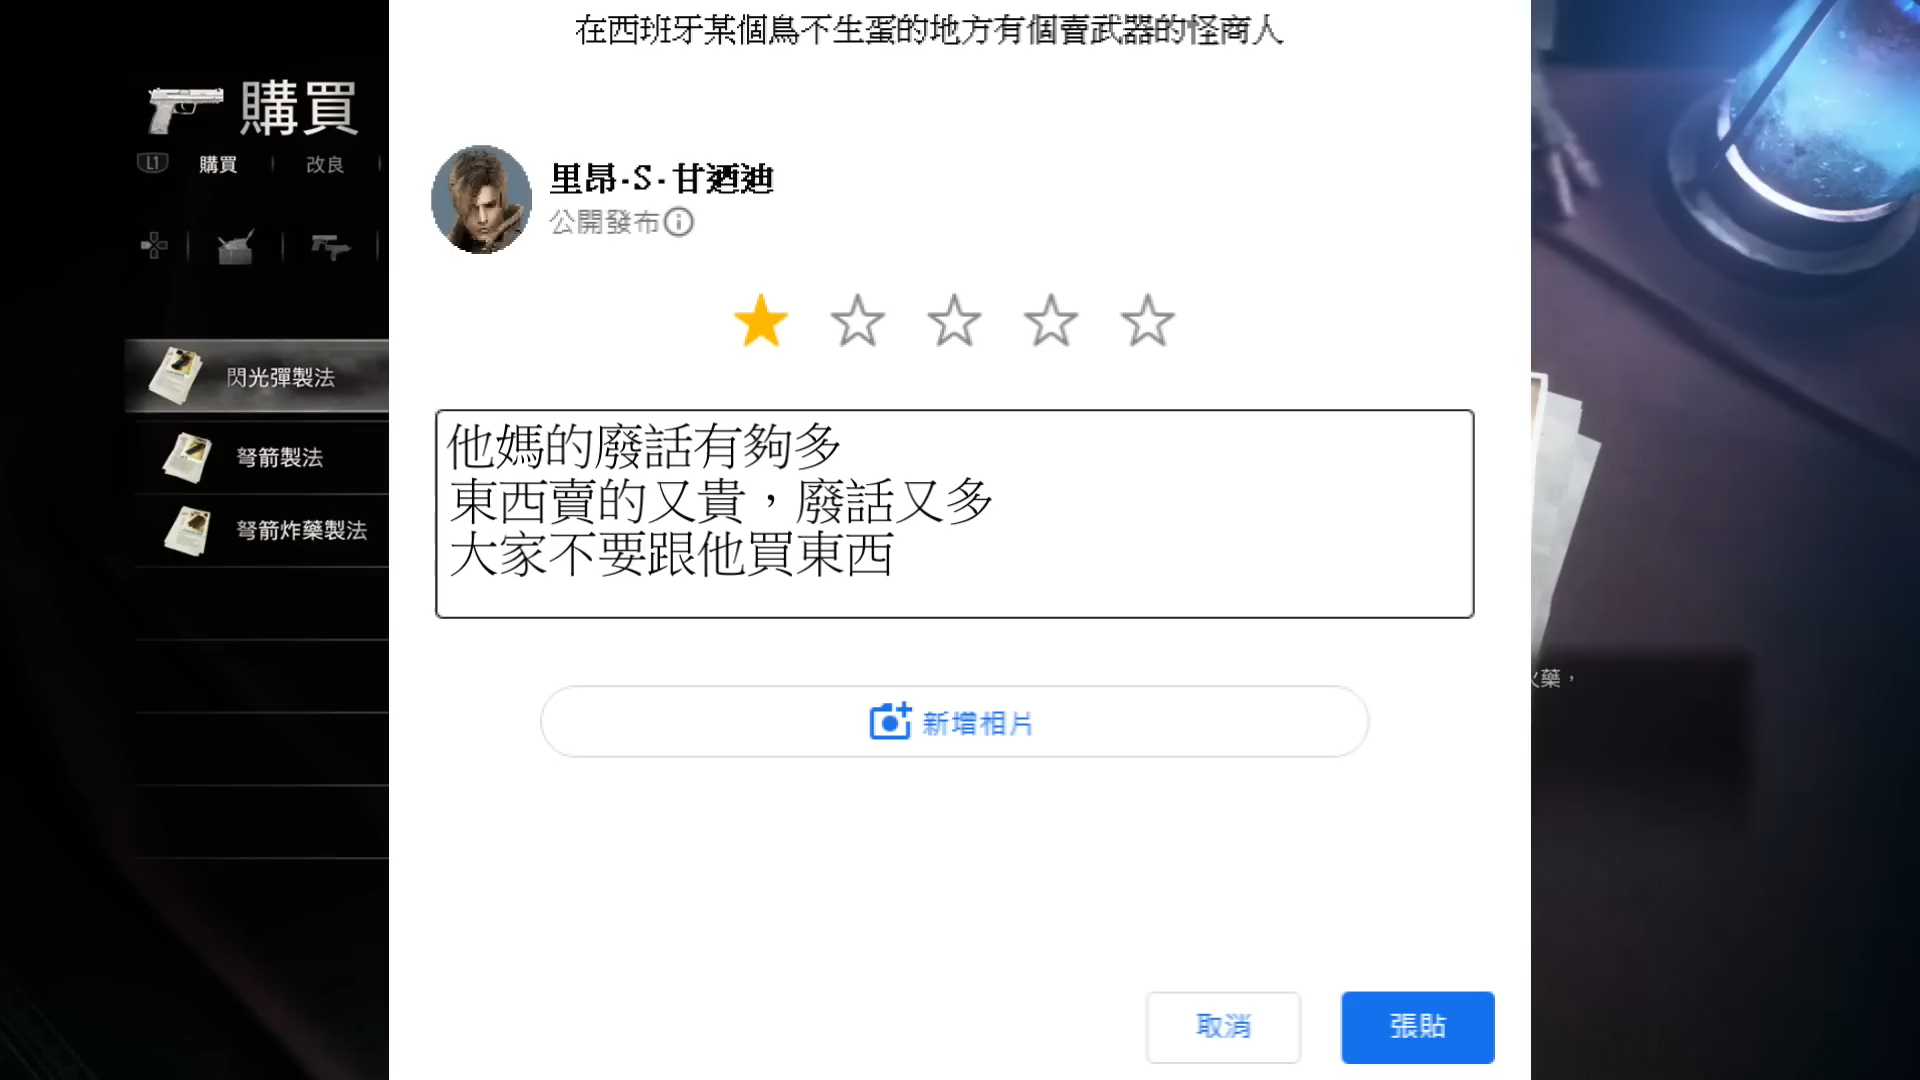 在西班牙某個鳥不生蛋的地方有個賣武器的怪商人
購買
L1 購買 改良
里昂·S·甘迺迪
公開發布
閃光彈製法
弩箭製法
弩箭炸藥製法
他媽的廢話有夠多
東西賣的又貴，廢話又多
大家不要跟他買東西
火藥，
新增相片
取消
張貼